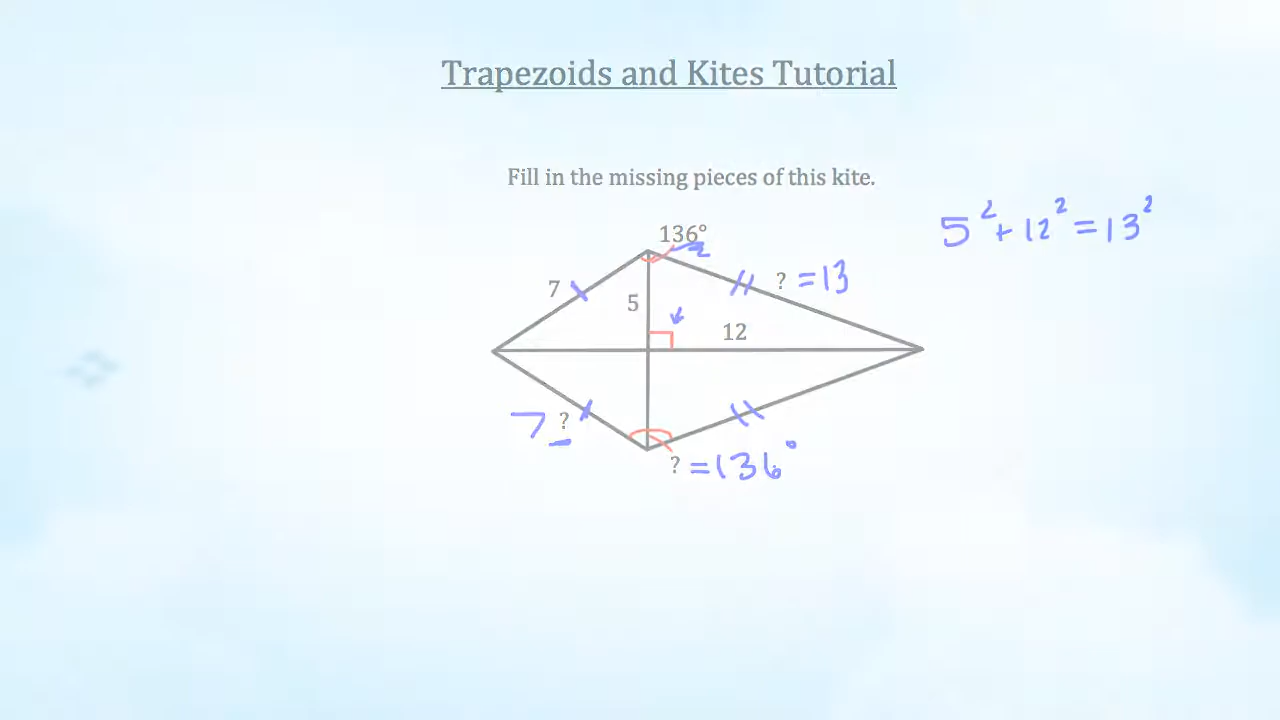 Trapezoids and Kites Tutorial
Fill in the missing pieces of this kite.
5² + 12² = 13²
136°
7
? = 13
5
12
7 ?
? = 136°